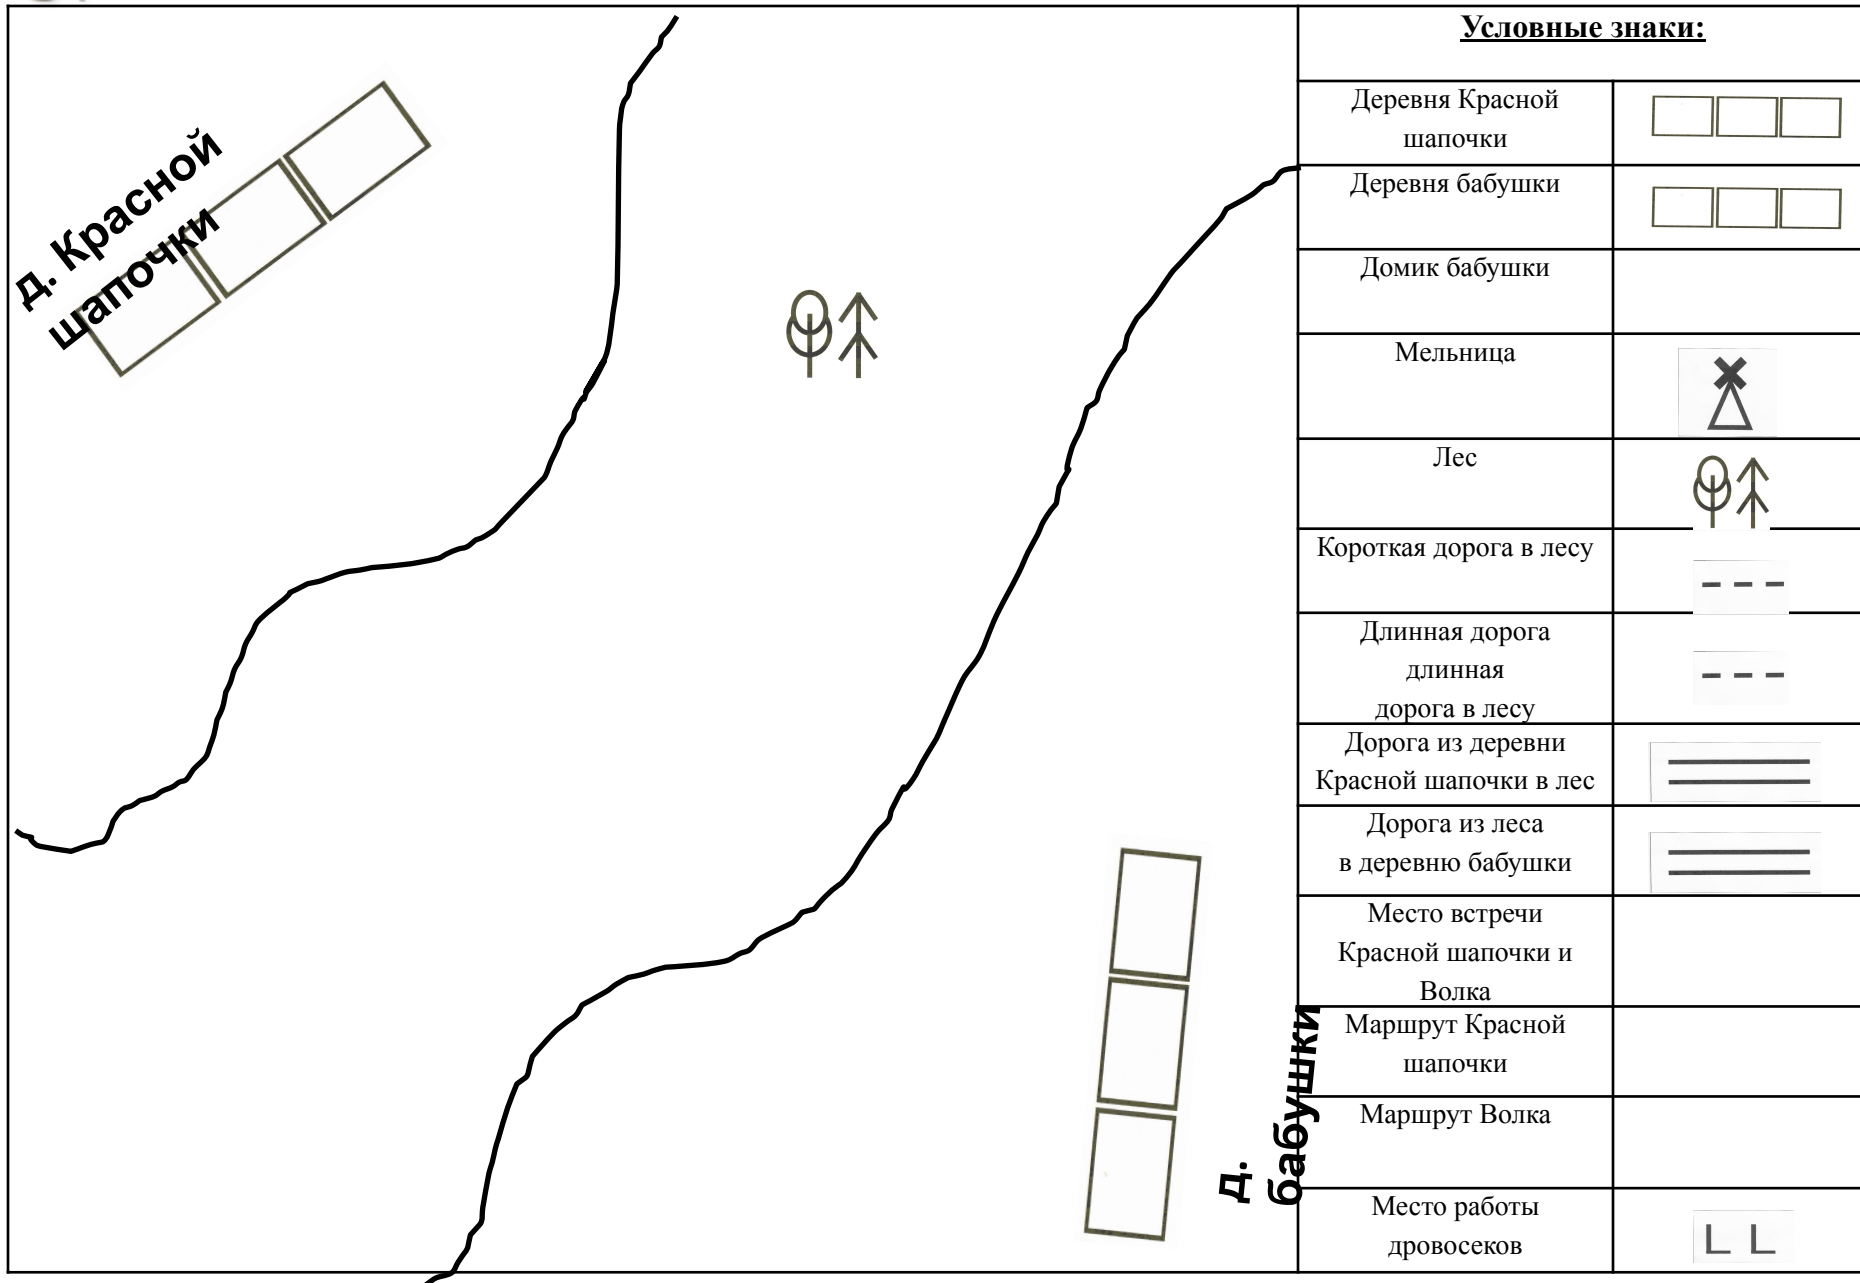 д. Красной
шапочки
д.
бабушки
Условные знаки:
Деревня Красной
шапочки
Деревня бабушки
Домик бабушки
Мельница
Лес
Короткая дорога в лесу
Длинная дорога
длинная
дорога в лесу
Дорога из деревни
Красной шапочки в лес
Дорога из леса
в деревню бабушки
Место встречи
Красной шапочки и
Волка
Маршрут Красной
шапочки
Маршрут Волка
Место работы
дровосеков